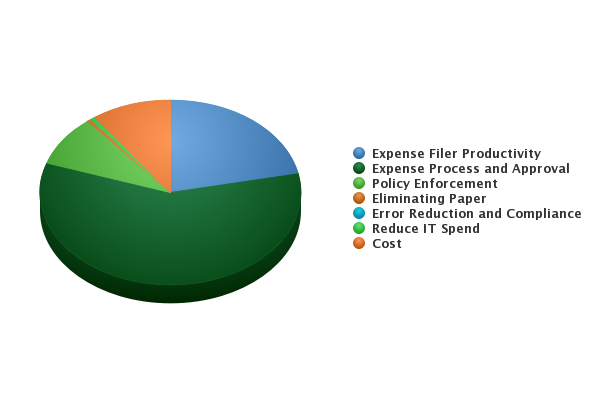 Expense Filer Productivity
Expense Process and Approval
Policy Enforcement
Eliminating Paper
Error Reduction and Compliance
Reduce IT Spend
Cost